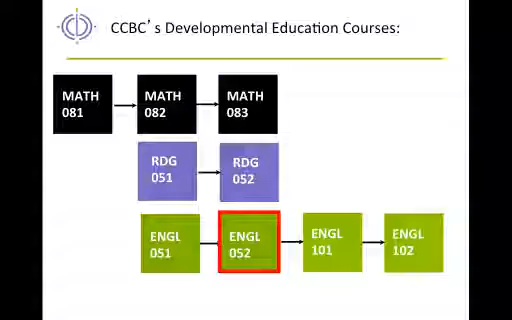 CCBC's Developmental Education Courses:
MATH
081
MATH
082
MATH
083
RDG
051
RDG
052
ENGL
051
ENGL
052
ENGL
101
ENGL
102